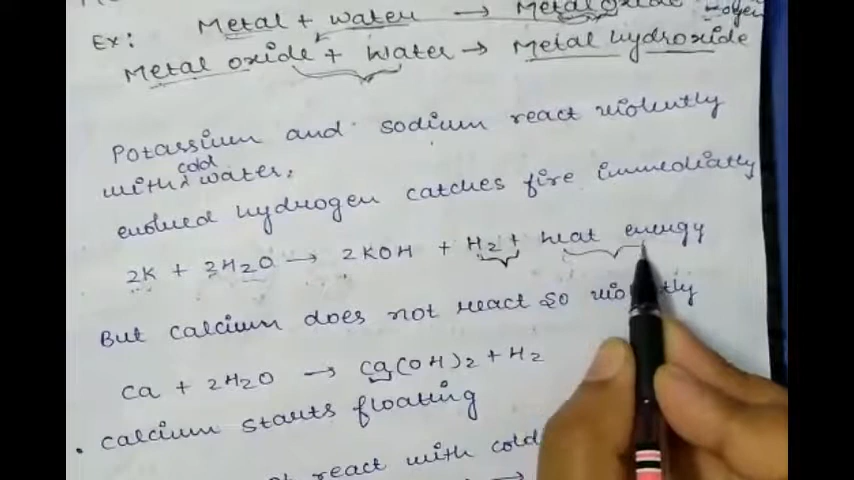 Ex: Metal + water → Metal oxide
Metal oxide + water → Metal hydroxide
Potassium and sodium react violently
with cold water.
evolved hydrogen catches fire immediatly
2K + 2H2O → 2KOH + H2 + heat energy
But calcium does not react so violently
Ca + 2H2O → Ca(OH)2 + H2
• calcium starts floating
react with cold